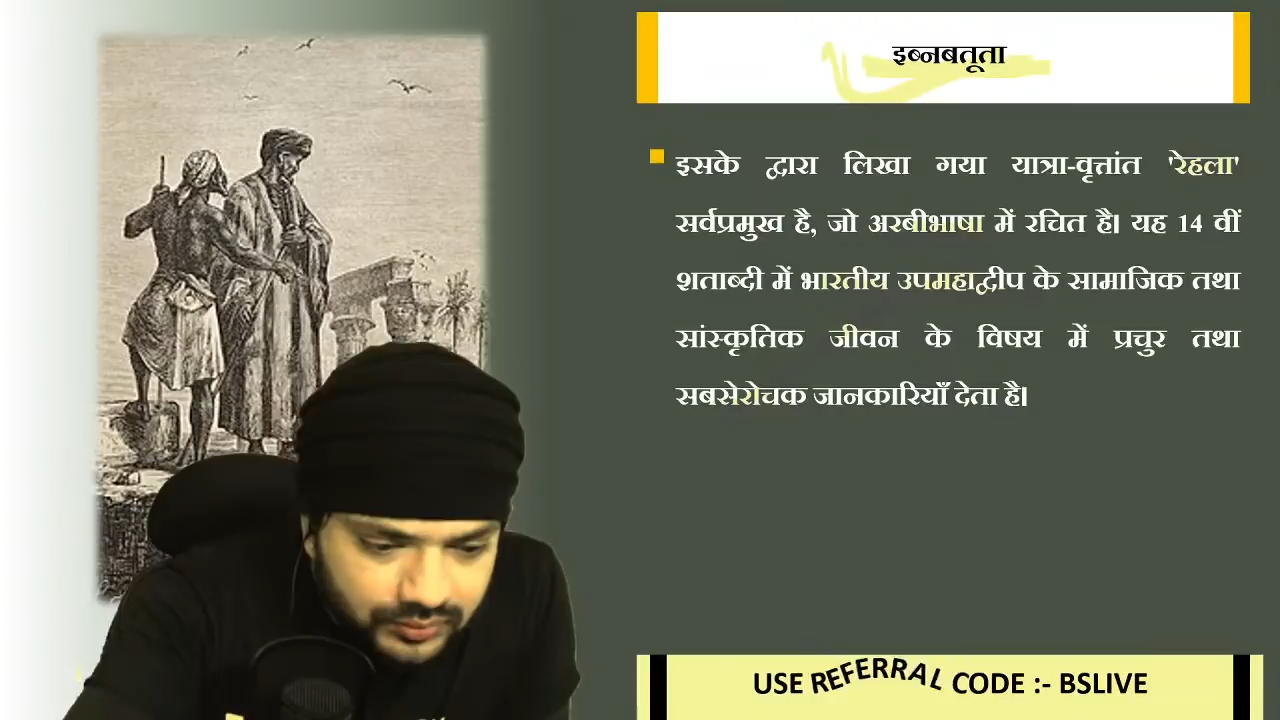 इब्नबतूता
इसके द्वारा लिखा गया यात्रा-वृत्तांत 'रेहला'
सर्वप्रमुख है, जो अरबीभाषा में रचित है। यह 14 वीं
शताब्दी में भारतीय उपमहाद्वीप के सामाजिक तथा
सांस्कृतिक जीवन के विषय में प्रचुर तथा
सबसेरोचक जानकारियाँ देता है।
USE REFERRAL CODE :- BSLIVE